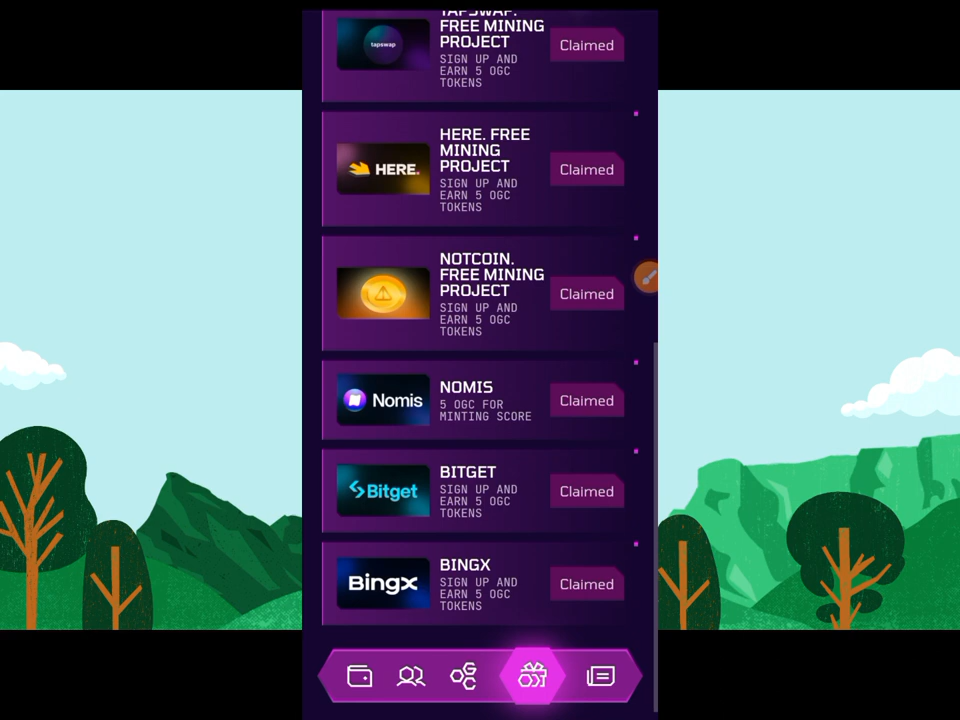 TAPSWAP.
FREE MINING
PROJECT
SIGN UP AND
EARN 5 OGC
TOKENS
tapswap
Claimed
HERE. FREE
MINING
PROJECT
SIGN UP AND
EARN 5 OGC
TOKENS
HERE.
Claimed
NOTCOIN.
FREE MINING
PROJECT
SIGN UP AND
EARN 5 OGC
TOKENS
Claimed
Nomis
NOMIS
5 OGC FOR
MINTING SCORE
Claimed
Bitget
BITGET
SIGN UP AND
EARN 5 OGC
TOKENS
Claimed
BingX
BINGX
SIGN UP AND
EARN 5 OGC
TOKENS
Claimed